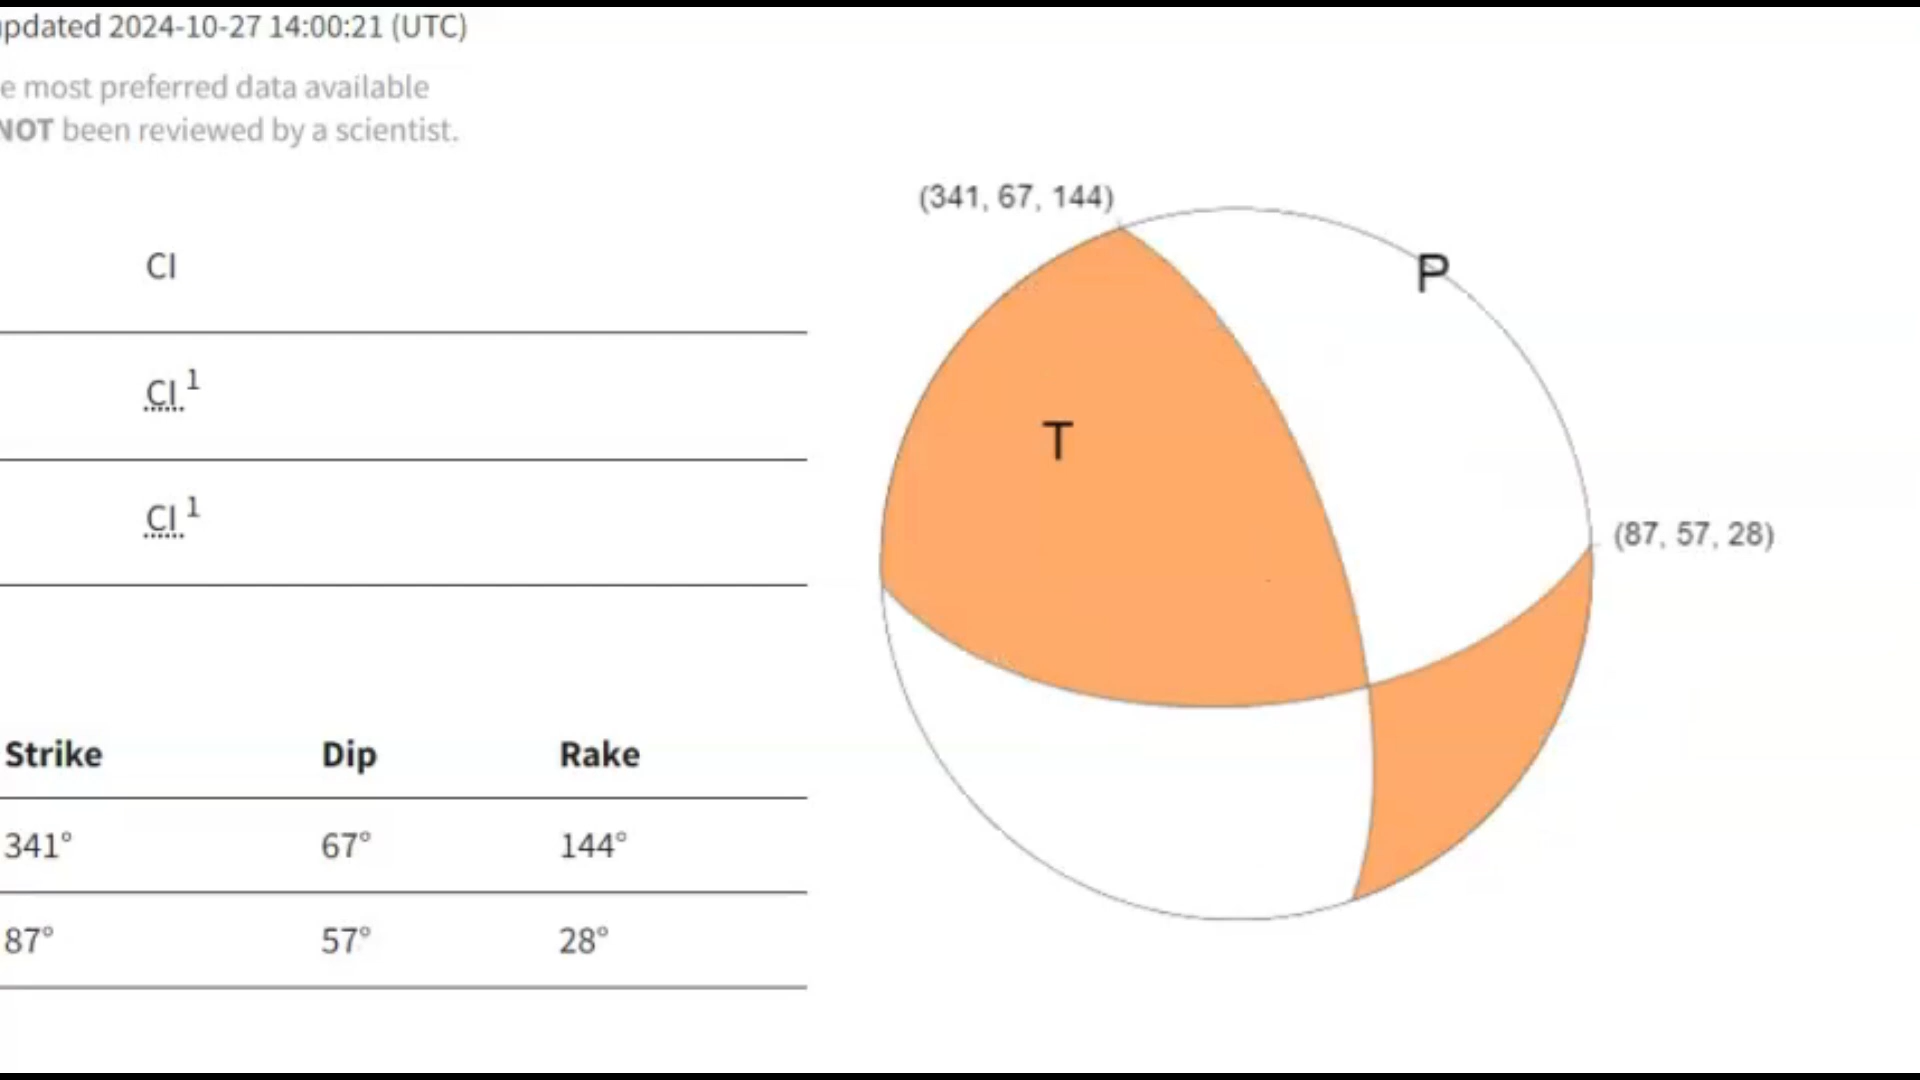 updated 2024-10-27 14:00:21 (UTC)
e most preferred data available
NOT been reviewed by a scientist.
CI
CI 1
CI 1
Strike Dip Rake
341° 67° 144°
87° 57° 28°
(341, 67, 144)
P
T
(87, 57, 28)